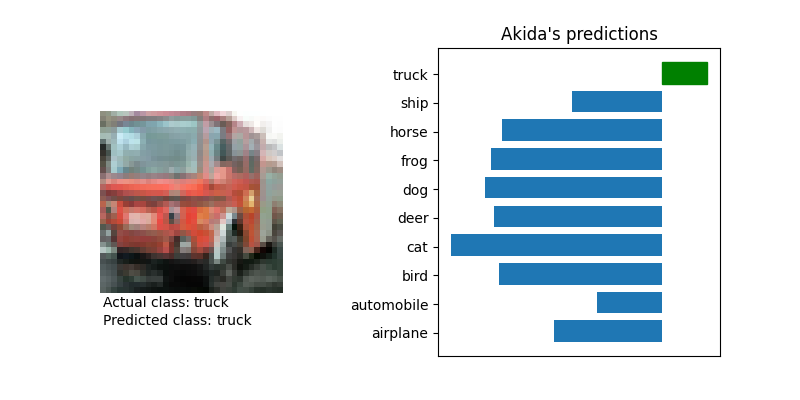 Akida's predictions
truck
ship
horse
frog
dog
deer
cat
bird
automobile
airplane
Actual class: truck
Predicted class: truck